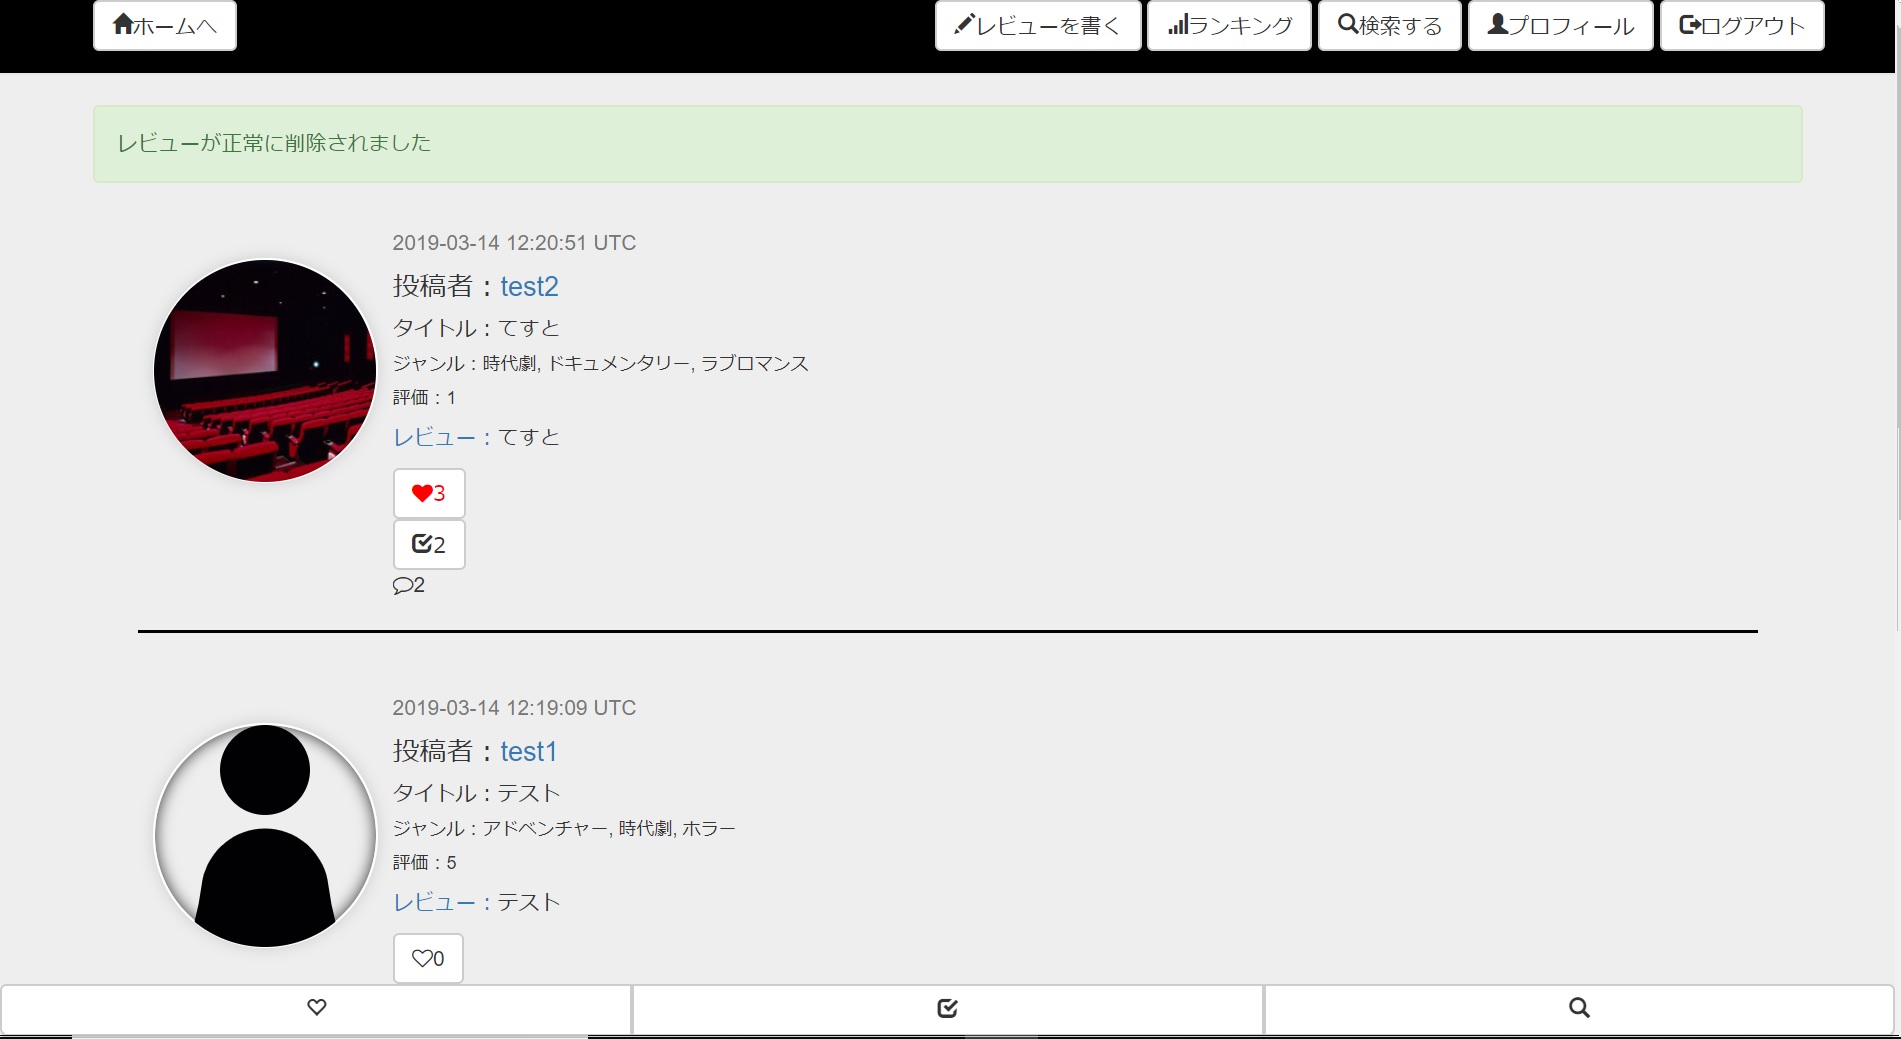 ホームへ レビューを書く ランキング 検索する プロフィール ログアウト
レビューが正常に削除されました
2019-03-14 12:20:51 UTC
投稿者：test2
タイトル：てすと
ジャンル：時代劇, ドキュメンタリー, ラブロマンス
評価：1
レビュー：てすと
3
2
2
2019-03-14 12:19:09 UTC
投稿者：test1
タイトル：テスト
ジャンル：アドベンチャー, 時代劇, ホラー
評価：5
レビュー：テスト
0